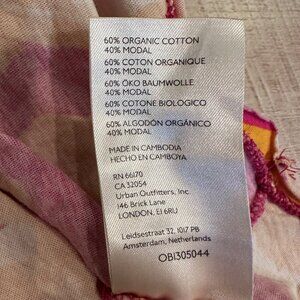 60% ORGANIC COTTON
40% MODAL
60% COTON ORGANIQUE
40% MODAL
60% ÖKO BAUMWOLLE
40% MODAL
60% COTONE BIOLOGICO
40% MODAL
60% ALGODÓN ORGÁNICO
40% MODAL
MADE IN CAMBODIA
HECHO EN CAMBOYA
RN 66170
CA 32054
Urban Outfitters, Inc.
146 Brick Lane
LONDON, E1 6RU
Leidsestraat 32, 1017 PB
Amsterdam, Netherlands
OB1305044